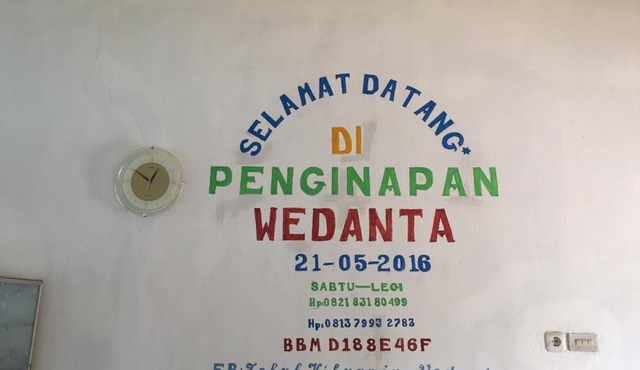 SELAMAT DATANG*
DI
PENGINAPAN
WEDANTA
21-05-2016
SABTU—LEGI
Hp:0821 831 80499
Hp:0813 7993 2783
BBM D188E46F
FB: